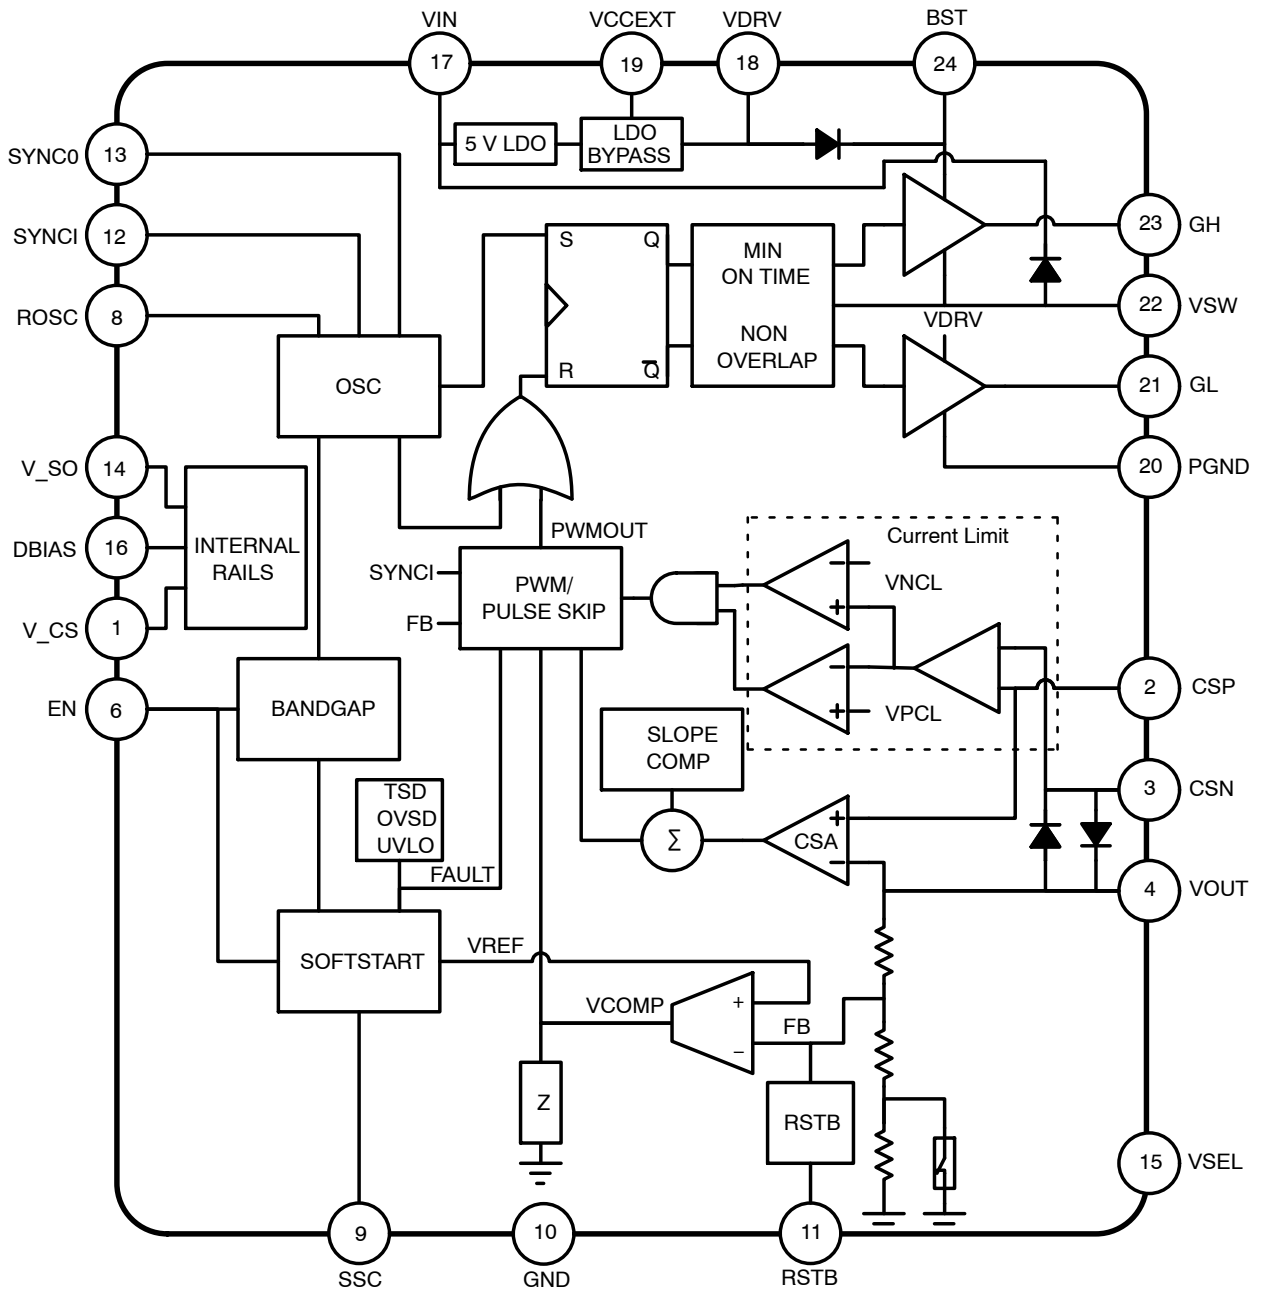 VIN
VCCEXT
VDRV
BST
17
19
18
24
5 V LDO
LDO
BYPASS
SYNC0
13
SYNCI
12
ROSC
8
S
Q
R
Q̅
MIN
ON TIME
NON
OVERLAP
VDRV
23
GH
22
VSW
21
GL
20
PGND
OSC
V_SO
14
DBIAS
16
V_CS
1
INTERNAL
RAILS
PWMOUT
SYNCI
FB
PWM/
PULSE SKIP
Current Limit
−
VNCL
+
−
+
VPCL
2
CSP
EN
6
BANDGAP
SLOPE
COMP
3
CSN
TSD
OVSD
UVLO
Σ
CSA
+
−
FAULT
4
VOUT
SOFTSTART
VREF
VCOMP
+
−
FB
Z
RSTB
15
VSEL
9
10
11
SSC
GND
RSTB